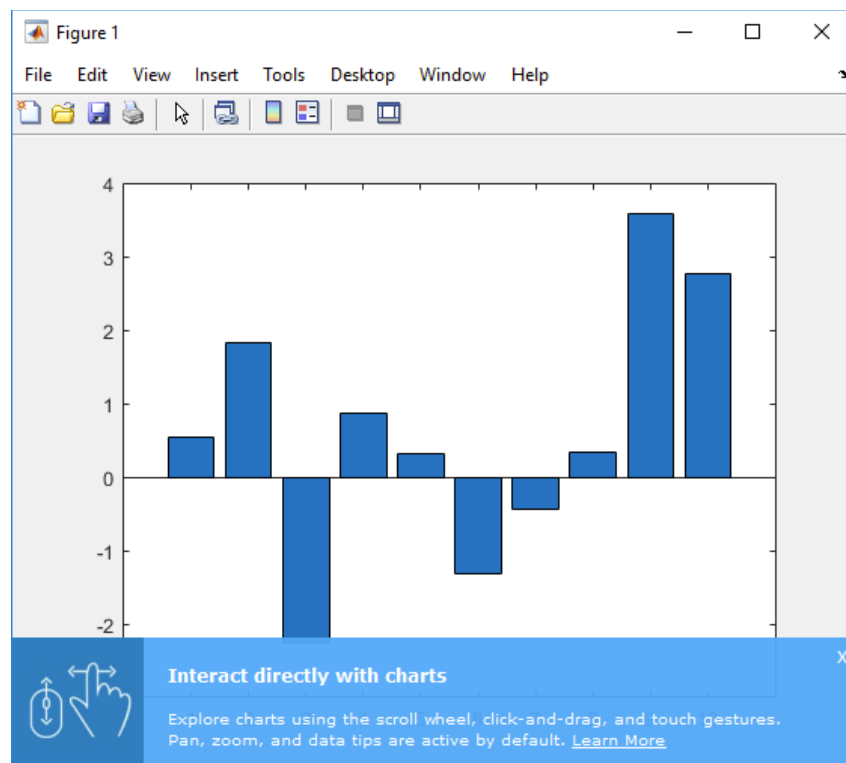 Figure 1
File Edit View Insert Tools Desktop Window Help
4
3
2
1
0
-1
-2
Interact directly with charts
X
Explore charts using the scroll wheel, click-and-drag, and touch gestures.
Pan, zoom, and data tips are active by default. Learn More